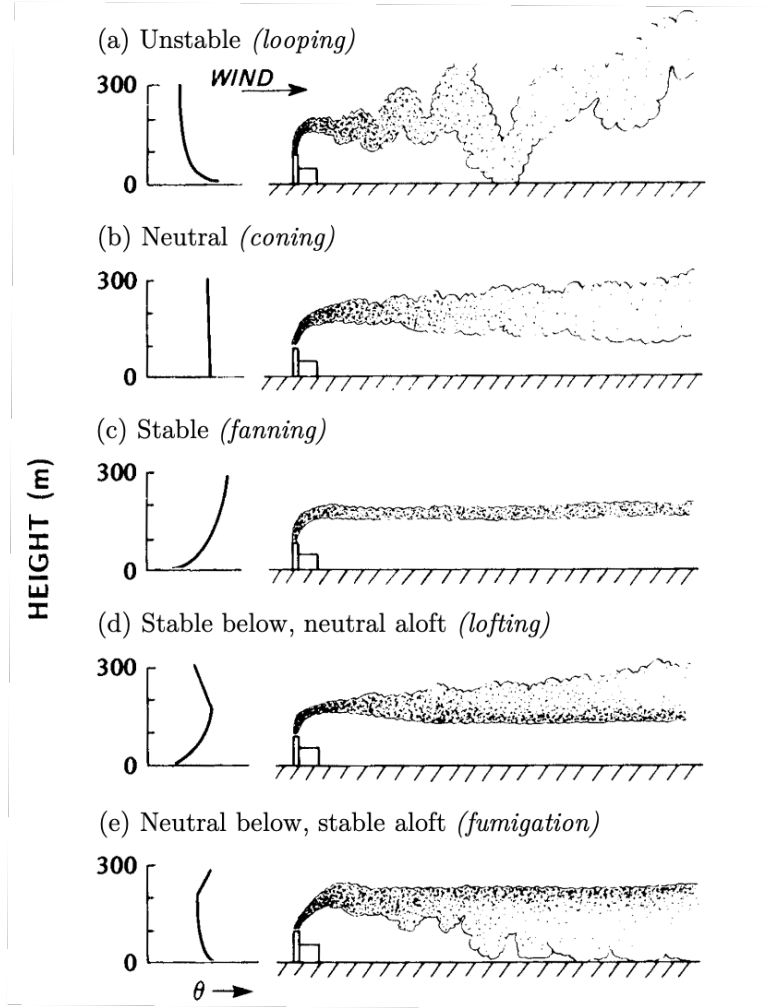 (a) Unstable (looping)
300
WIND
0
(b) Neutral (coning)
300
0
(c) Stable (fanning)
300
0
HEIGHT (m)
(d) Stable below, neutral aloft (lofting)
300
0
(e) Neutral below, stable aloft (fumigation)
300
0
θ